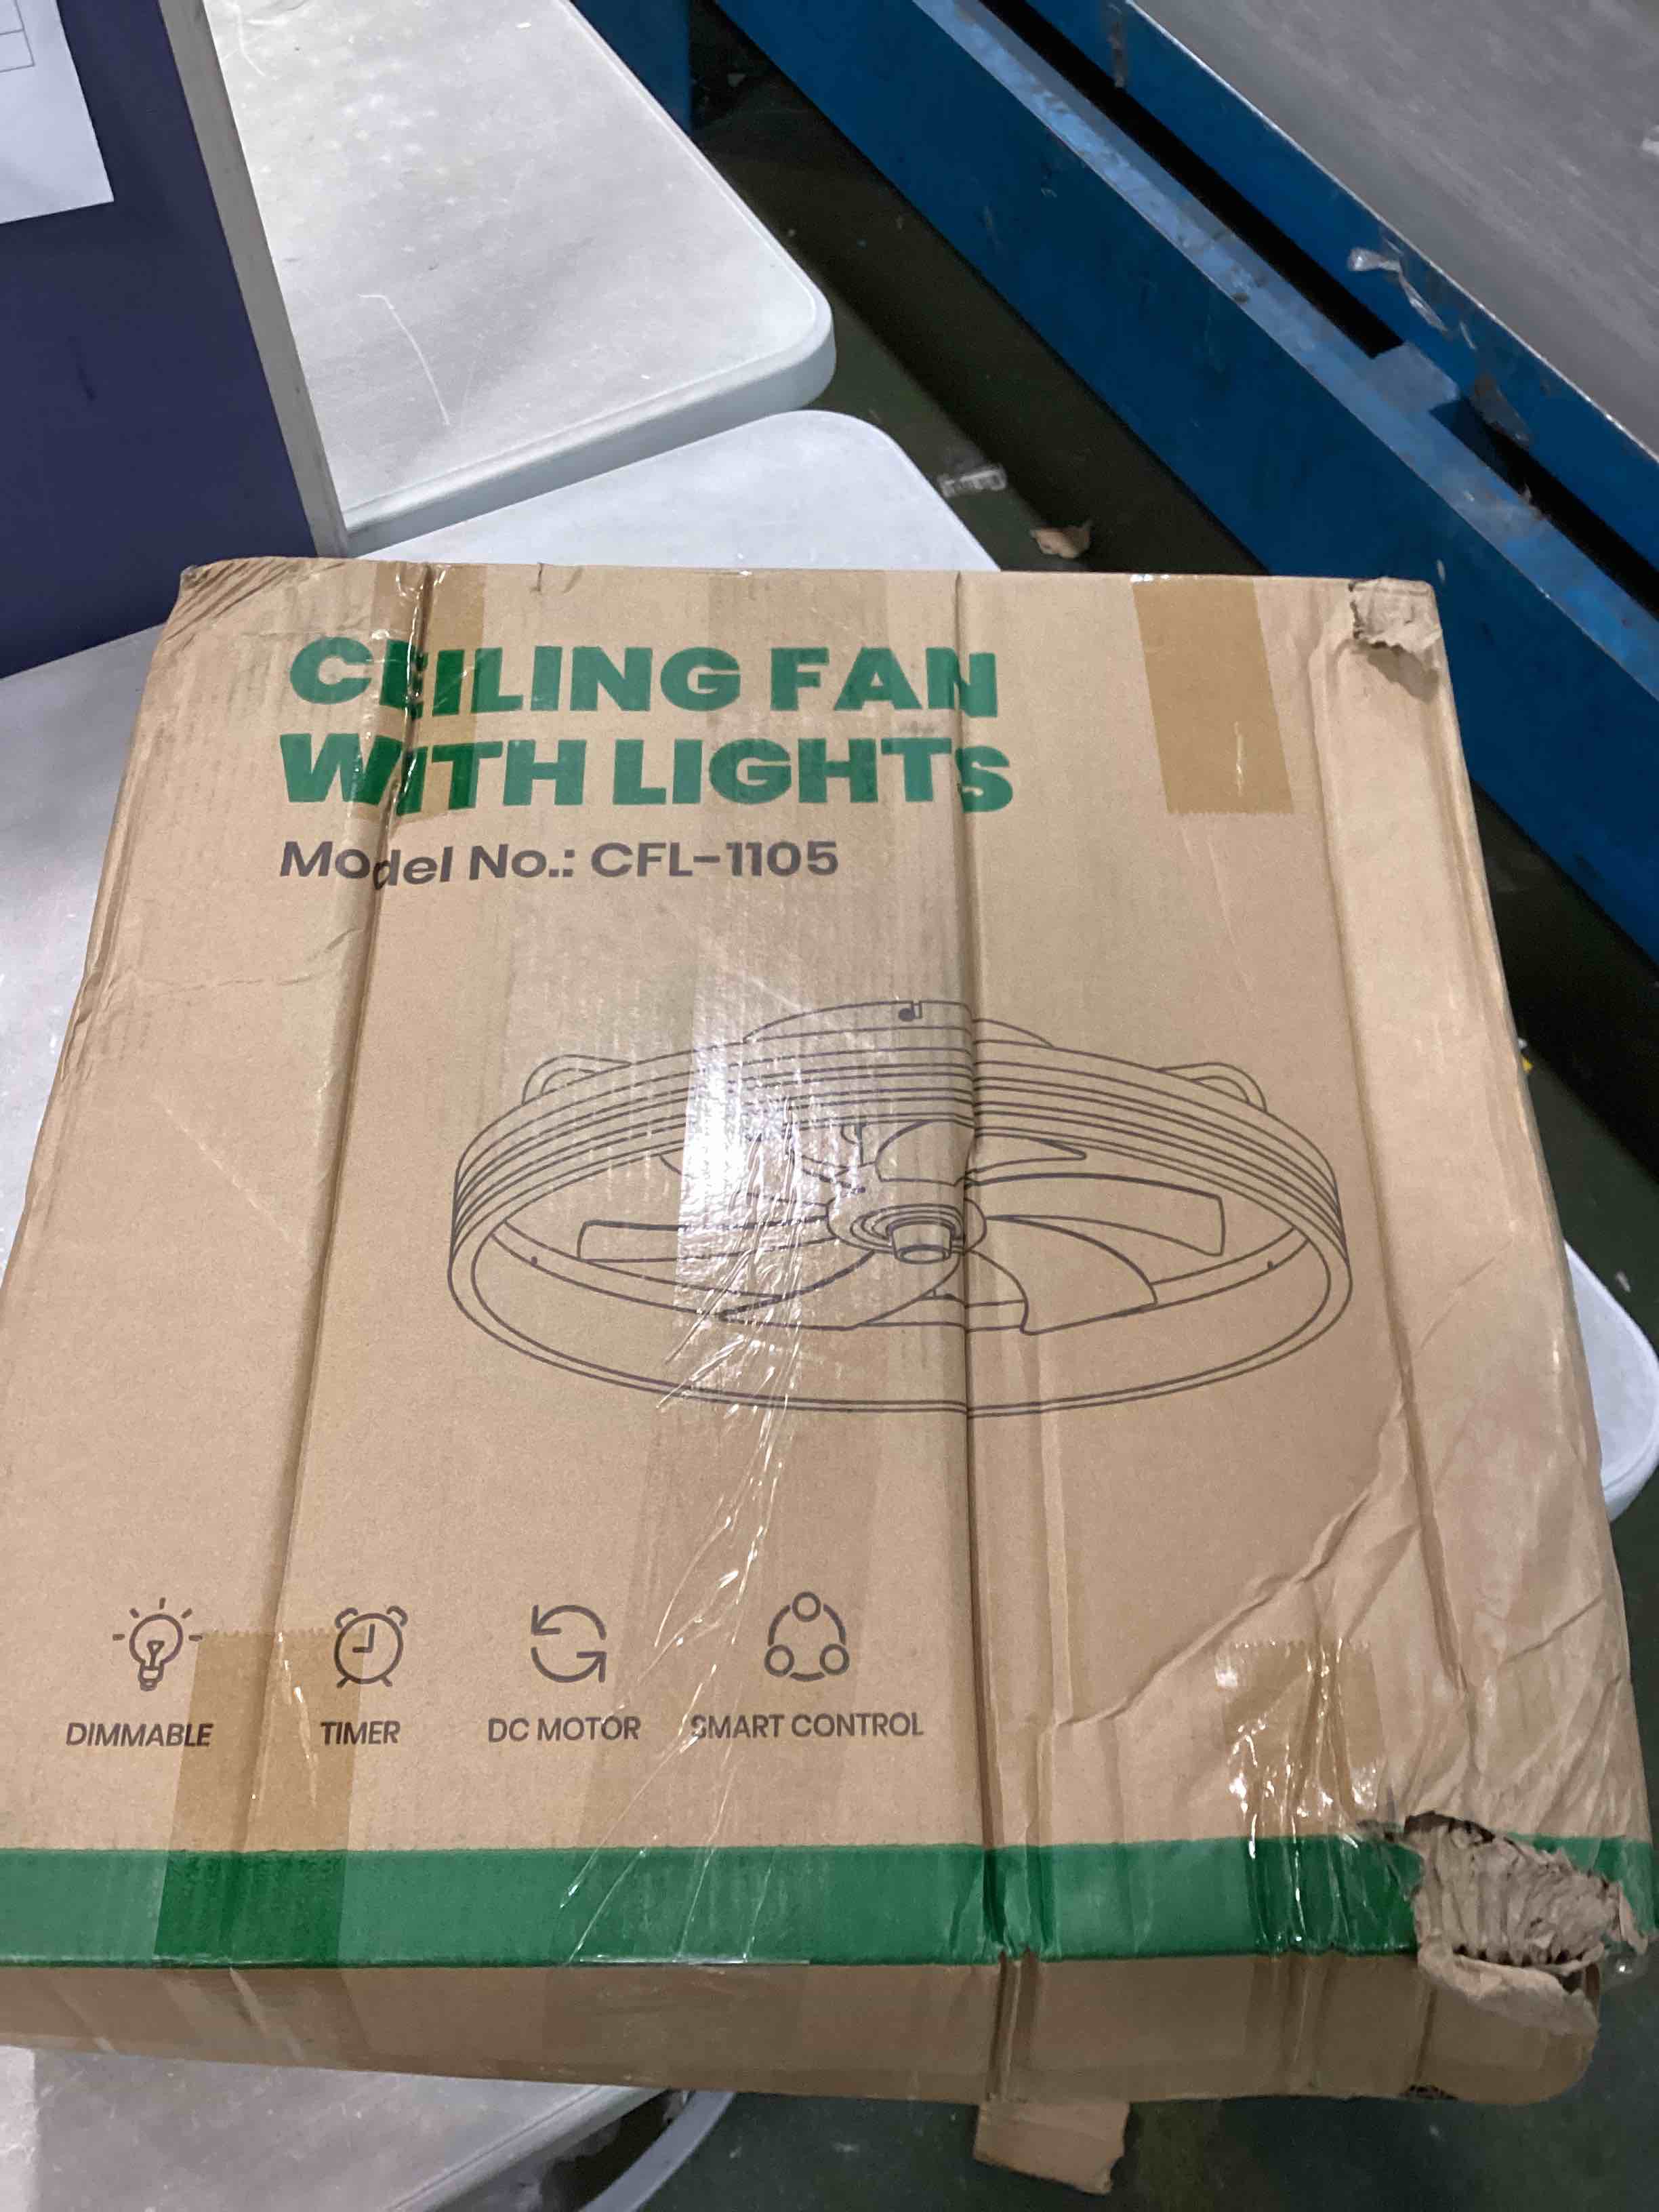 CEILING FAN
WITH LIGHTS
Model No.: CFL-1105
DIMMABLE TIMER DC MOTOR SMART CONTROL